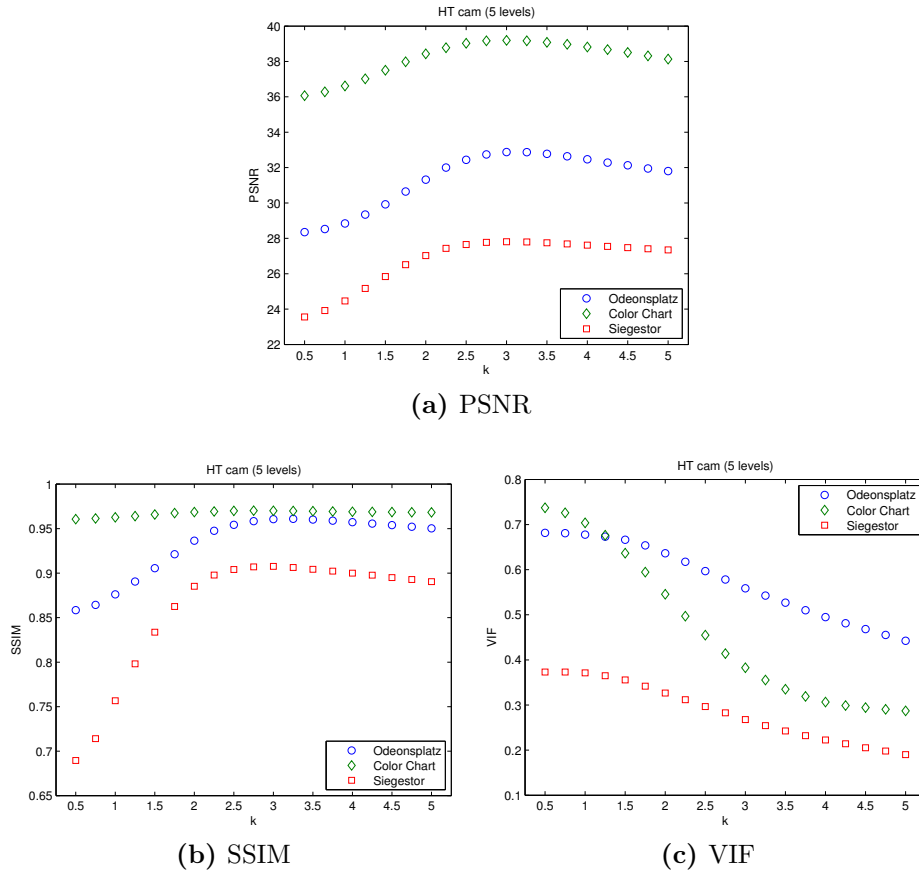 HT cam (5 levels)
40
38
36
34
32
30
28
26
24
22
PSNR
0.5 1 1.5 2 2.5 3 3.5 4 4.5 5
k
Odeonsplatz
Color Chart
Siegestor
(a) PSNR
HT cam (5 levels)
1
0.95
0.9
0.85
0.8
0.75
0.7
0.65
SSIM
0.5 1 1.5 2 2.5 3 3.5 4 4.5 5
k
Odeonsplatz
Color Chart
Siegestor
(b) SSIM
HT cam (5 levels)
0.8
0.7
0.6
0.5
0.4
0.3
0.2
0.1
VIF
0.5 1 1.5 2 2.5 3 3.5 4 4.5 5
k
Odeonsplatz
Color Chart
Siegestor
(c) VIF